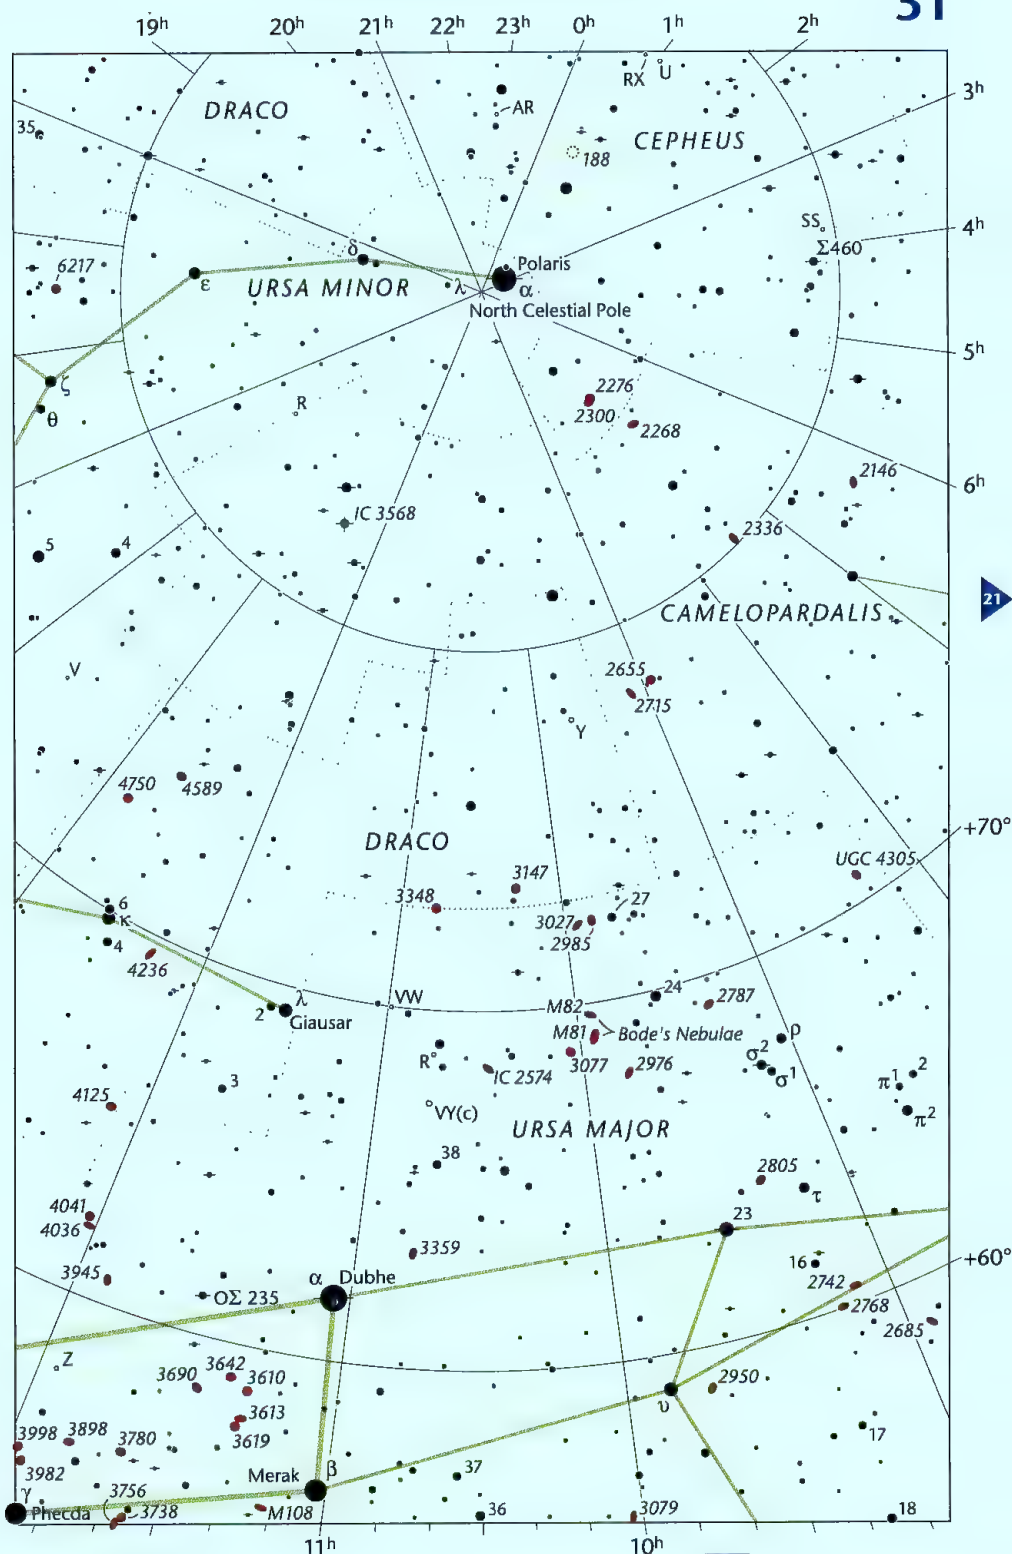 31
19h 20h 21h 22h 23h 0h 1h 2h
RX U
3h
DRACO
AR
CEPHEUS
35
188
SS
4h
Σ460
δ
Polaris
6217
ε
URSA MINOR
λ
α
North Celestial Pole
5h
ζ
θ
R
2276
2300
2268
2146
6h
IC 3568
2336
5
4
21
CAMELOPARDALIS
V
2655
2715
Y
4750
4589
+70°
DRACO
UGC 4305
3147
3348
27
3027
2985
6
κ
4
4236
λ
2
Giausar
VW
24
2787
M82
M81
Bode's Nebulae
ρ
R
IC 2574
3077
2976
σ2
σ1
2
π1
π2
3
4125
VY(c)
URSA MAJOR
38
2805
τ
4041
4036
23
3359
16
+60°
3945
α
Dubhe
OΣ 235
2742
2768
2685
Z
3642
3690
3610
2950
υ
3613
3619
3998
3898
3780
17
3982
Merak
β
37
γ
3756
Phecda
3738
M108
36
3079
18
11h 10h